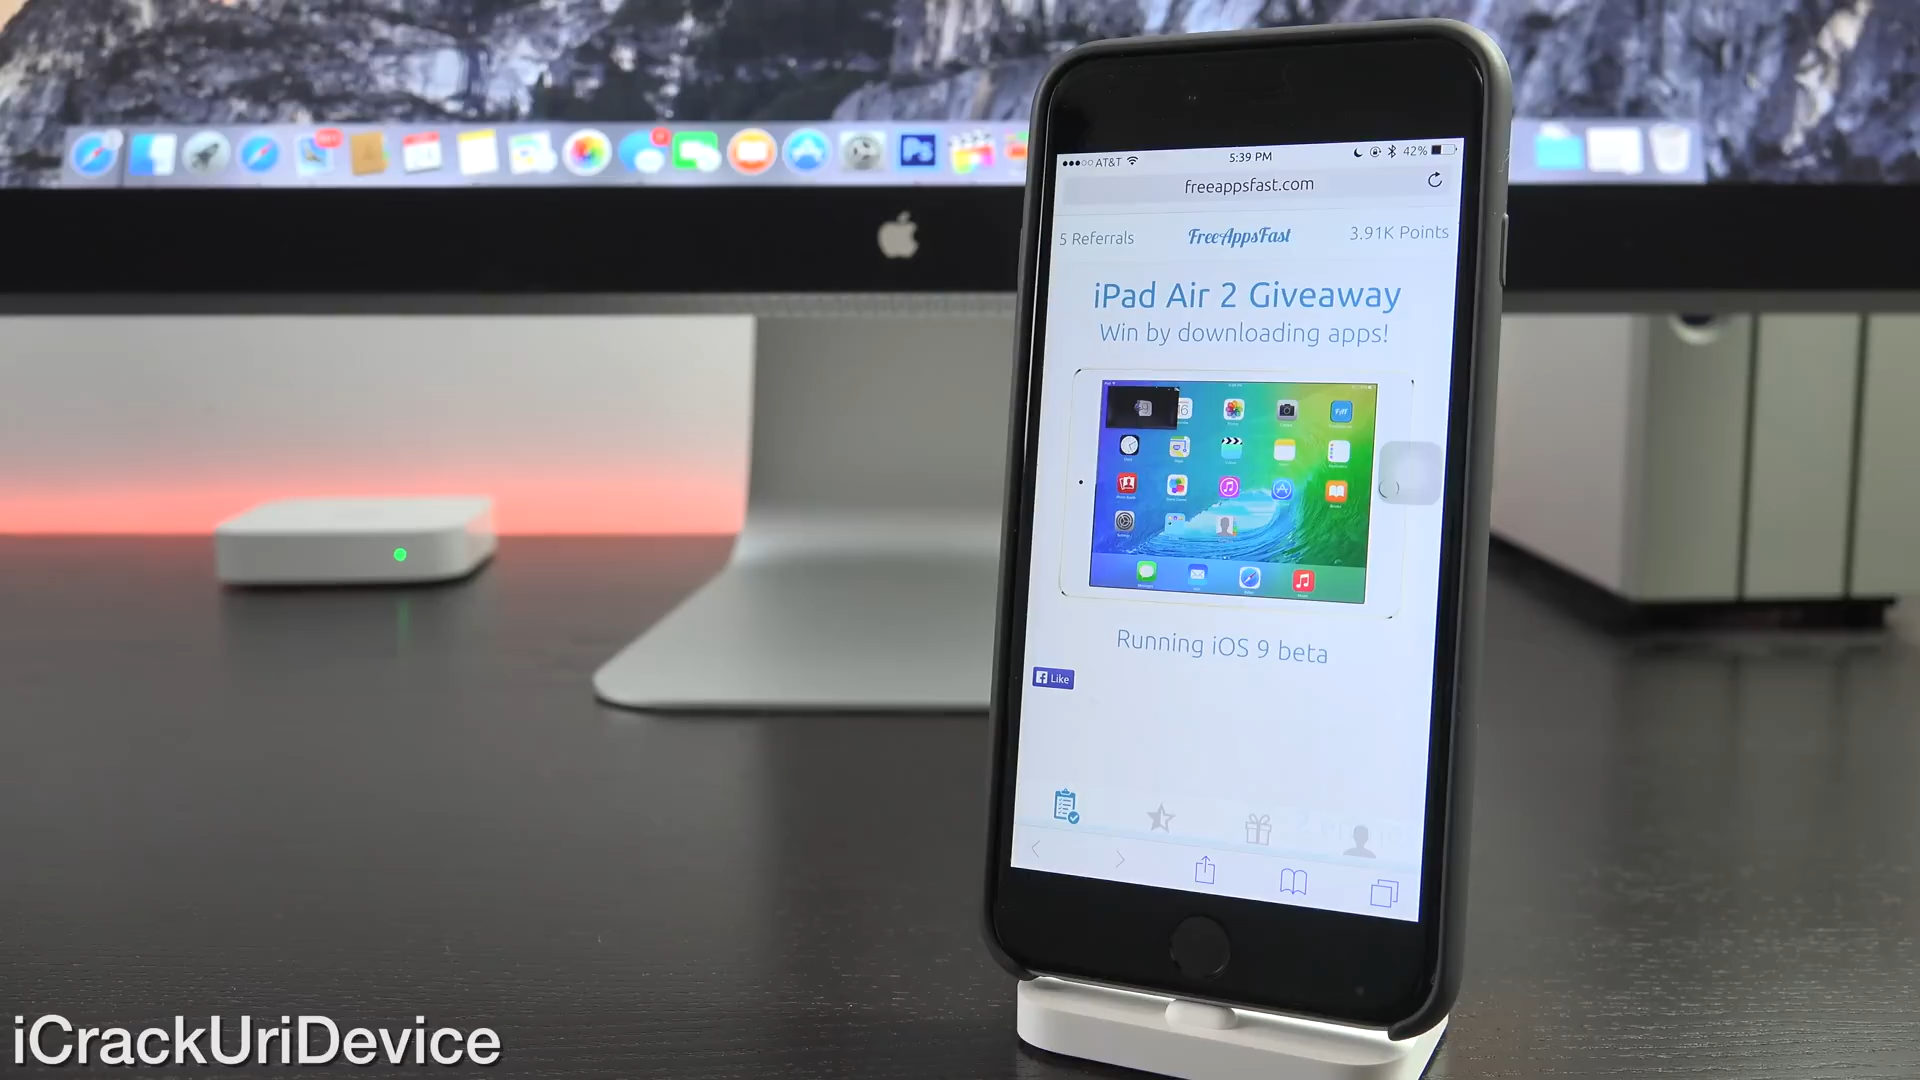 AT&T
5:39 PM
42%
freeappsfast.com
5 Referrals
FreeAppsFast
3.91K Points
iPad Air 2 Giveaway
Win by downloading apps!
Running iOS 9 beta
Like
Ps
iCrackUriDevice